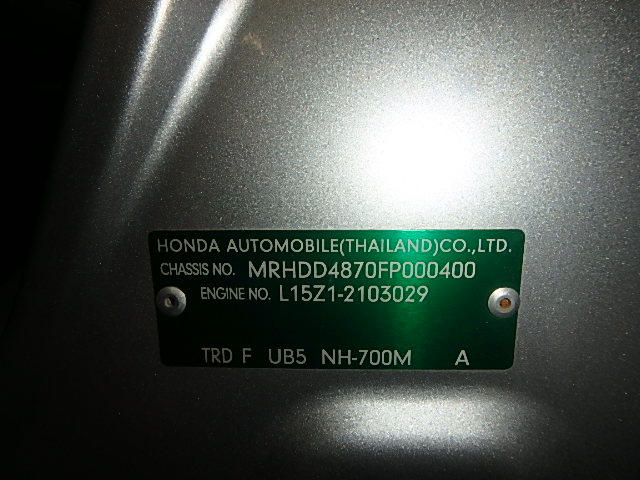 HONDA AUTOMOBILE(THAILAND)CO.,LTD.
CHASSIS NO. MRHDD4870FP000400
ENGINE NO. L15Z1-2103029
TRD F UB5 NH-700M A